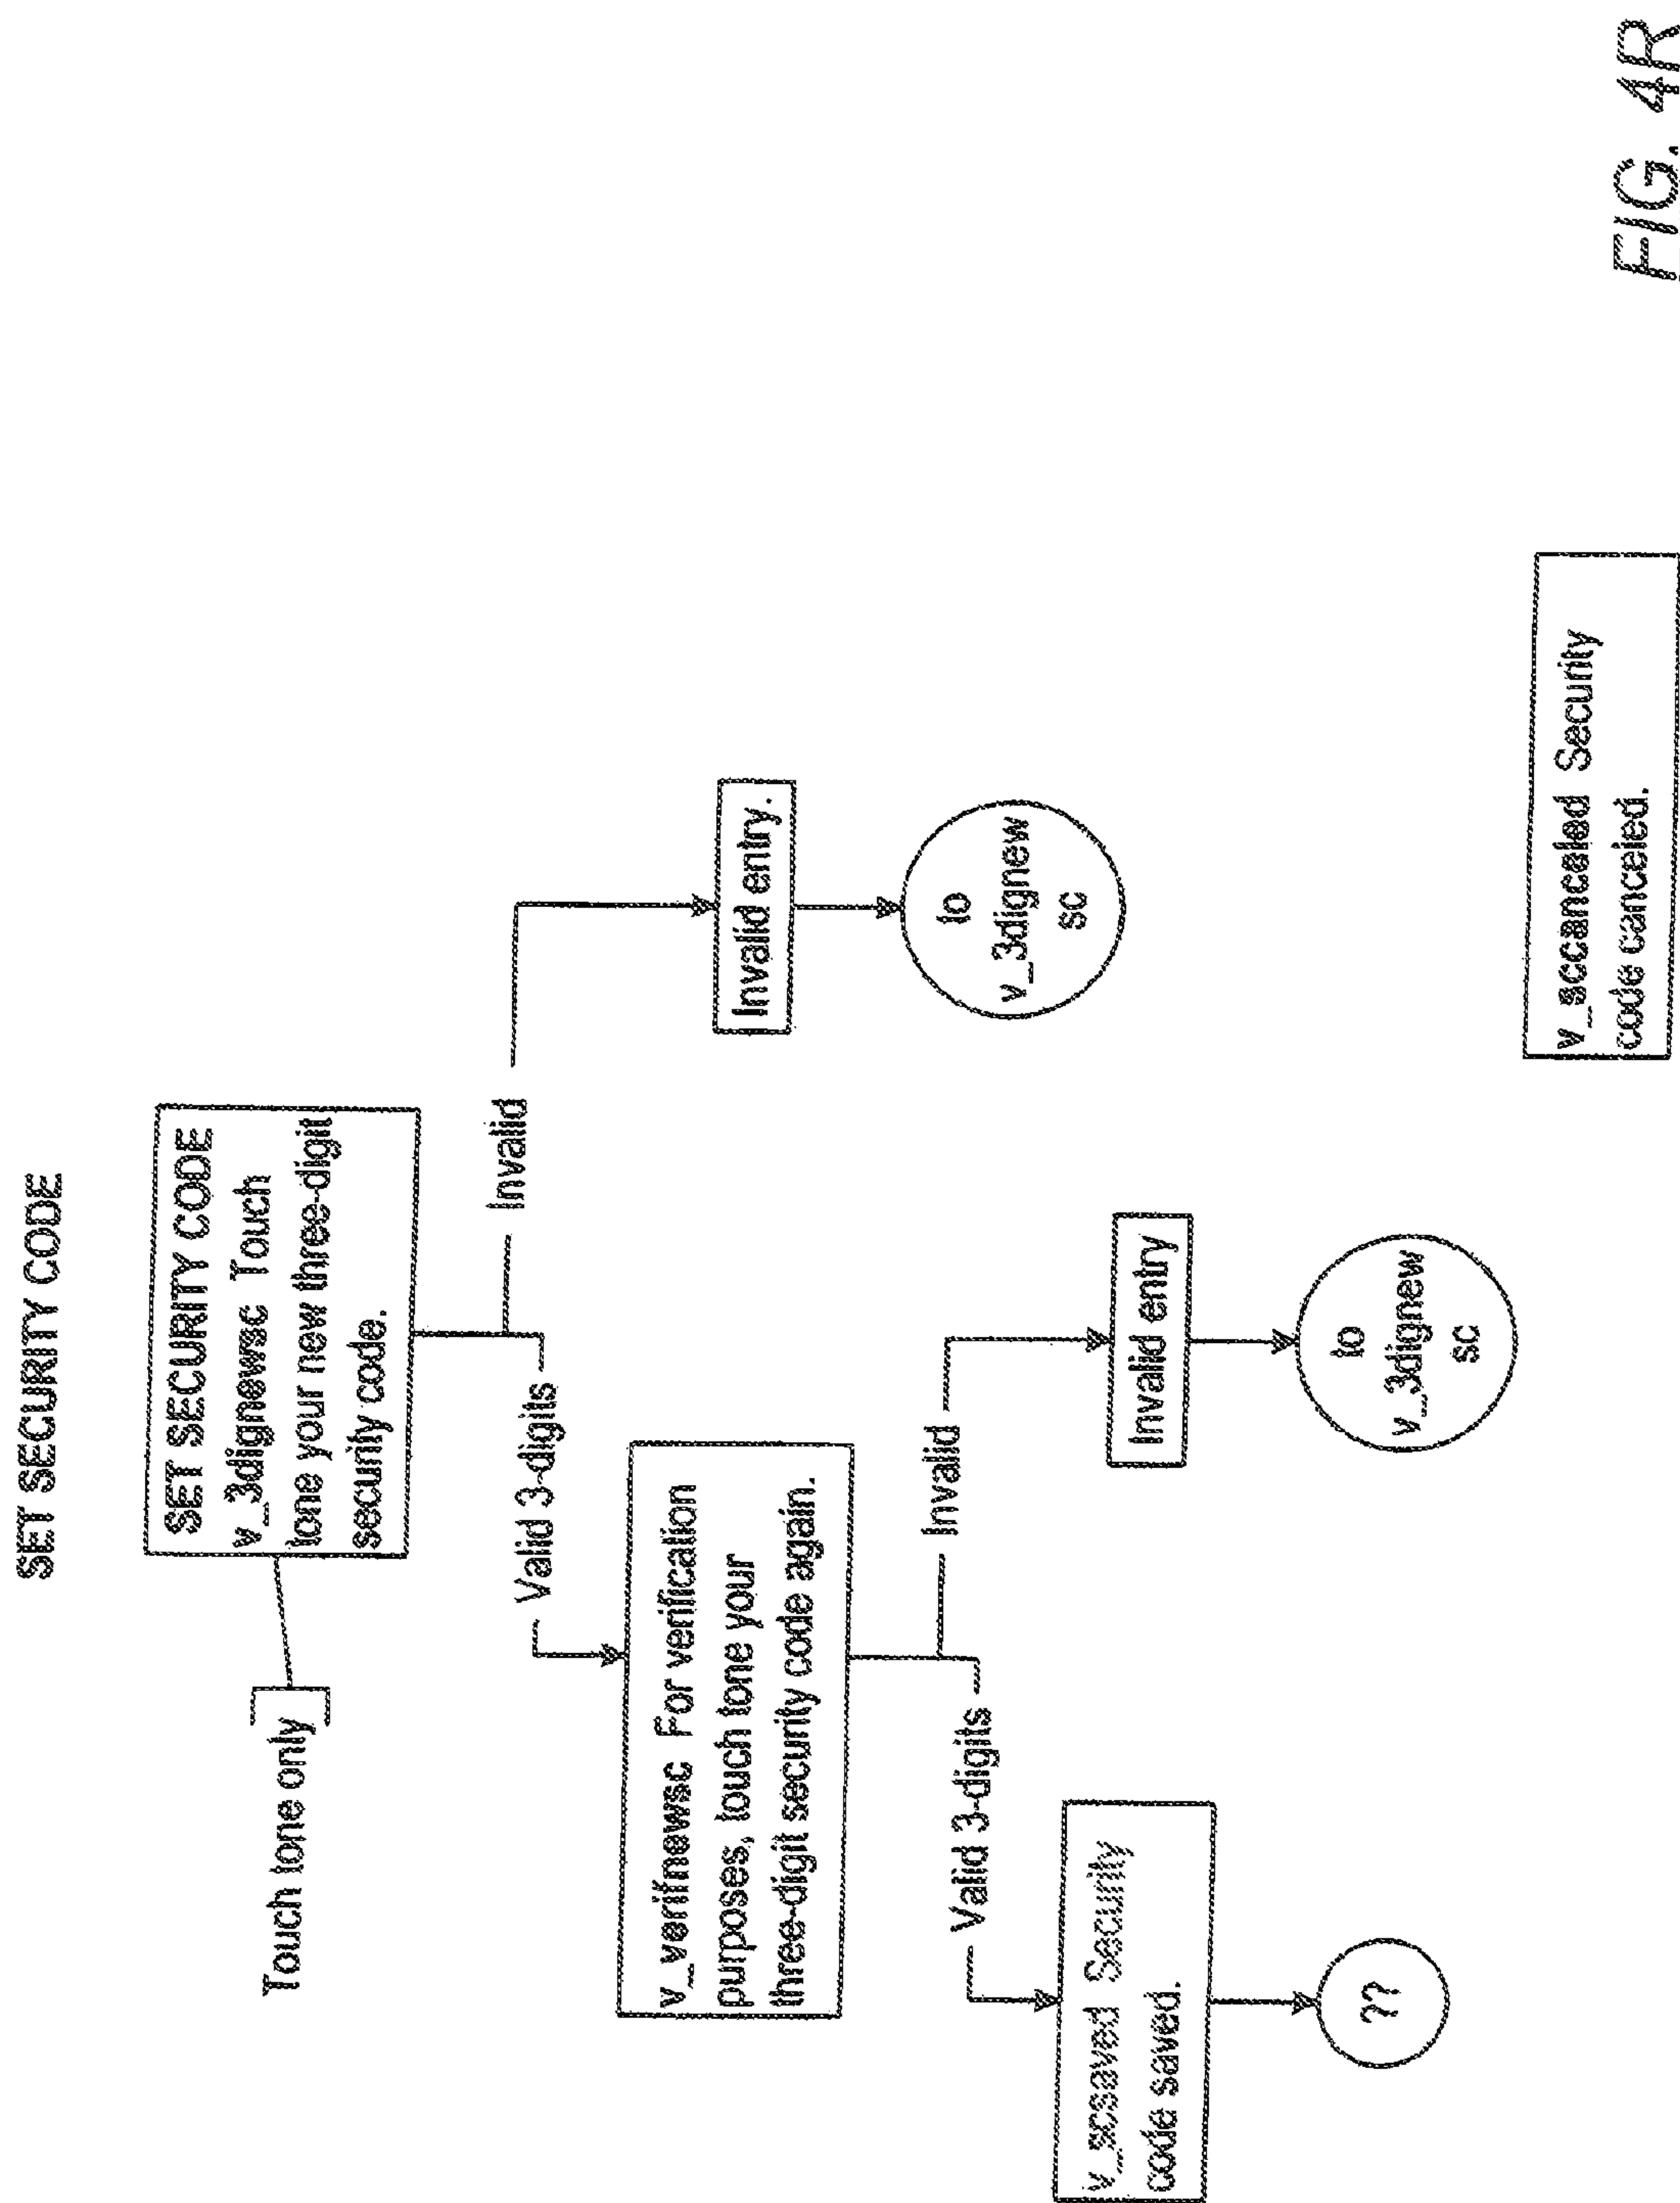 SET SECURITY CODE
Touch tone only
SET SECURITY CODE
v_3dignewsc Touch
tone your new three-digit
security code.
Valid 3-digits
Invalid
v_verifnewsc For verification
purposes, touch tone your
three-digit security code again.
Invalid entry.
to
v_3dignew
sc
Valid 3-digits
Invalid
v_scsaved Security
code saved.
Invalid entry
??
to
v_3dignew
sc
v_sccanceled Security
code canceled.
FIG. 4R